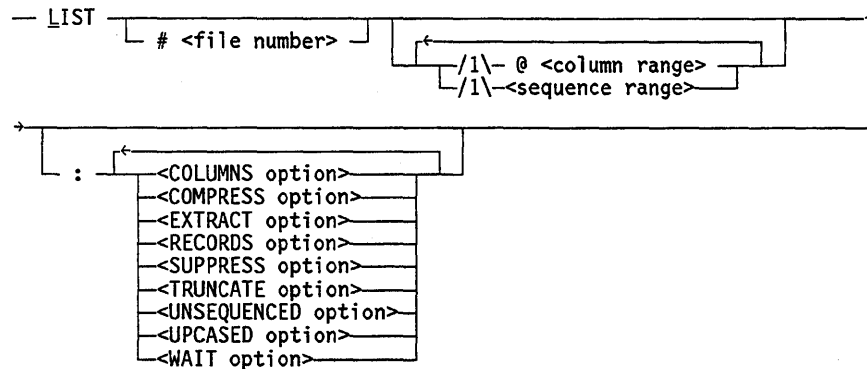 LIST
# <file number>
/1\ @ <column range>
/1\ <sequence range>
:
<COLUMNS option>
<COMPRESS option>
<EXTRACT option>
<RECORDS option>
<SUPPRESS option>
<TRUNCATE option>
<UNSEQUENCED option>
<UPCASED option>
<WAIT option>